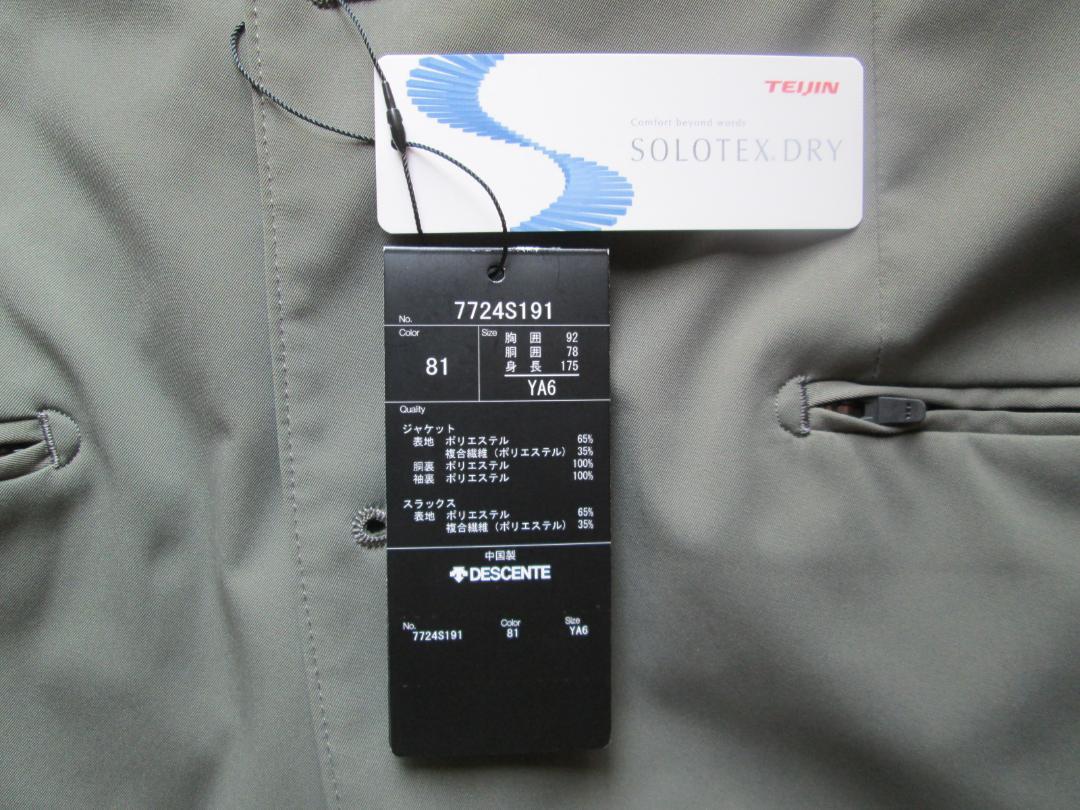 TEIJIN
Comfort beyond words
SOLOTEX® DRY
No. 7724S191
Color 81
Size 胸囲 92
胴囲 78
身長 175
YA6
Quality
ジャケット
表地 ポリエステル 65%
複合繊維(ポリエステル) 35%
胴裏 ポリエステル 100%
袖裏 ポリエステル 100%
スラックス
表地 ポリエステル 65%
複合繊維(ポリエステル) 35%
中国製
DESCENTE
No. Color Size
7724S191 81 YA6